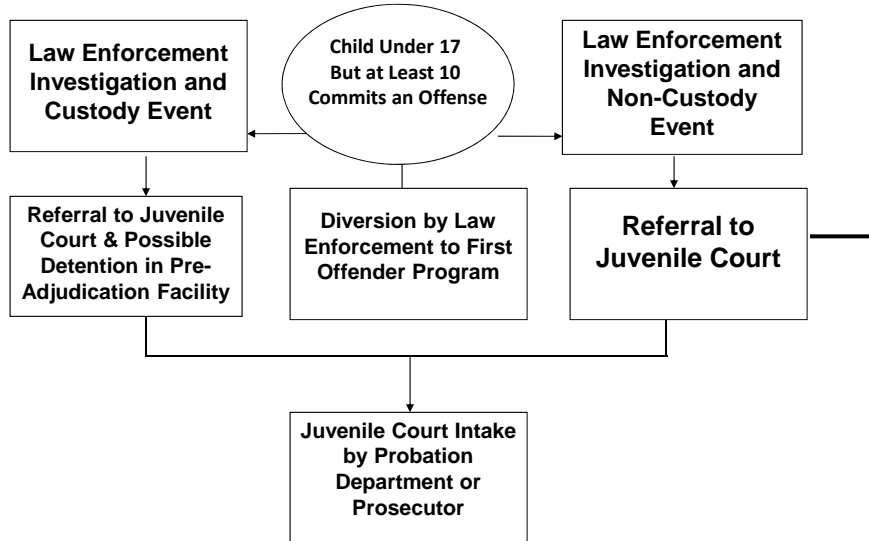 Law Enforcement
Investigation and
Custody Event
Child Under 17
But at Least 10
Commits an Offense
Law Enforcement
Investigation and
Non-Custody
Event
Referral to Juvenile
Court & Possible
Detention in Pre-
Adjudication Facility
Diversion by Law
Enforcement to First
Offender Program
Referral to
Juvenile Court
Juvenile Court Intake
by Probation
Department or
Prosecutor